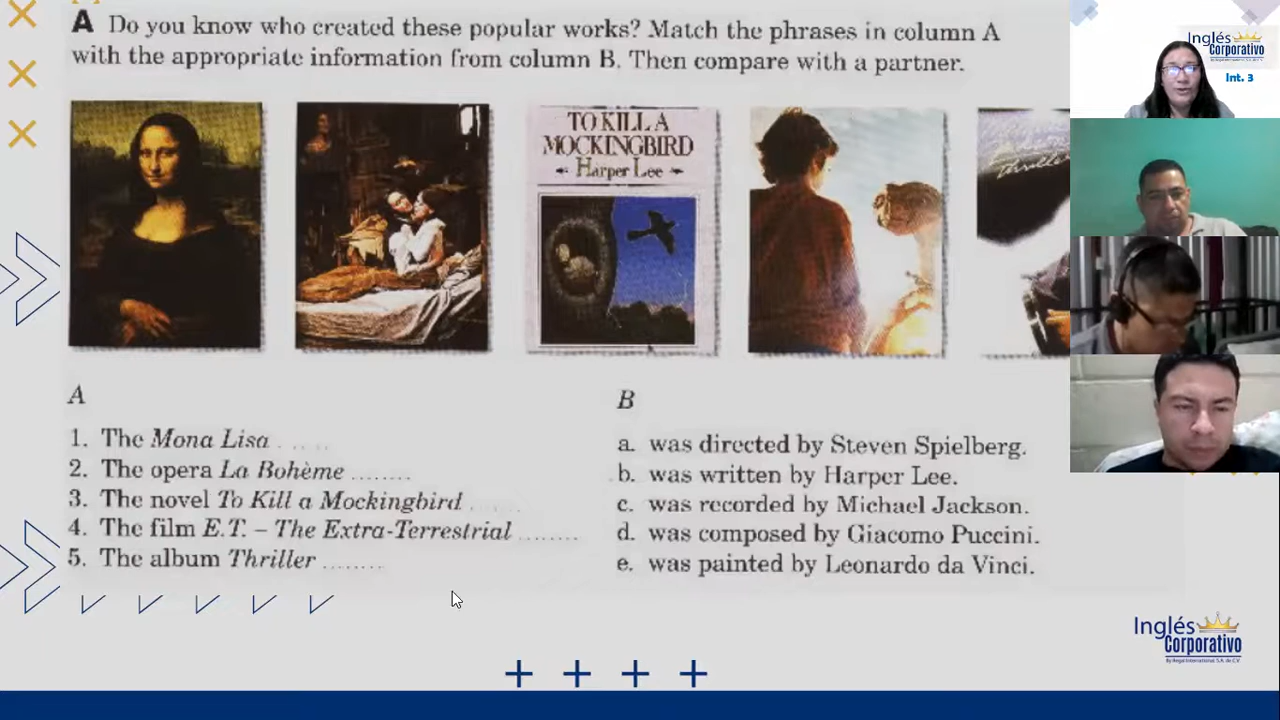 A Do you know who created these popular works? Match the phrases in column A
with the appropriate information from column B. Then compare with a partner.
TO KILL A
MOCKINGBIRD
Harper Lee
Thriller
A
1. The Mona Lisa ......
2. The opera La Bohème ........
3. The novel To Kill a Mockingbird ......
4. The film E.T. – The Extra-Terrestrial ........
5. The album Thriller ........
B
a. was directed by Steven Spielberg.
b. was written by Harper Lee.
c. was recorded by Michael Jackson.
d. was composed by Giacomo Puccini.
e. was painted by Leonardo da Vinci.
Inglés
Corporativo
Int. 3
Inglés
Corporativo